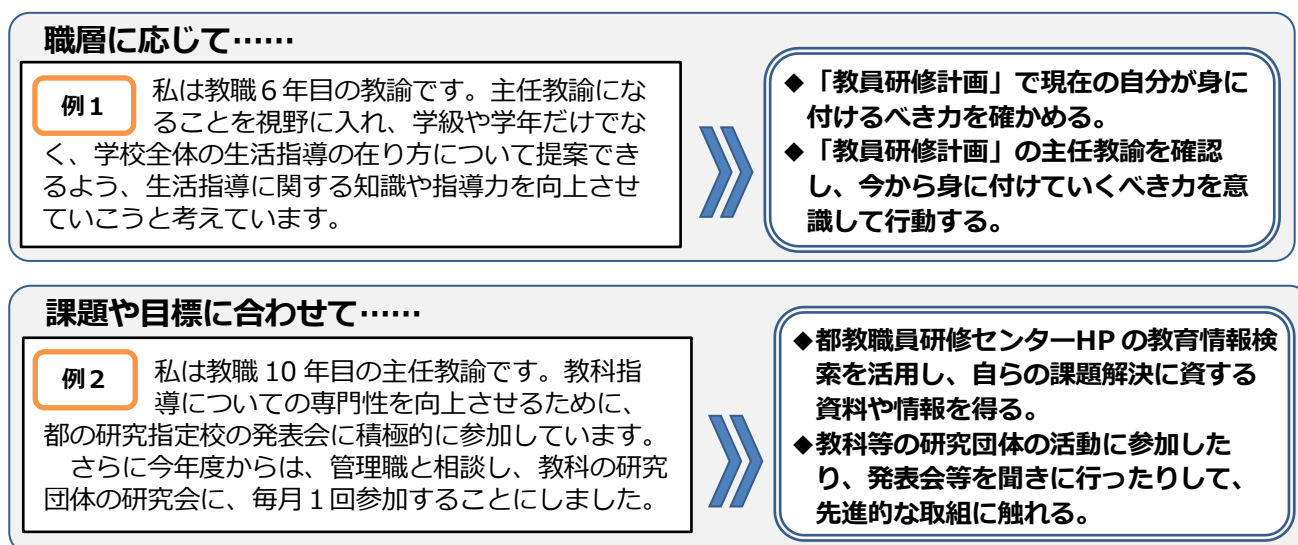 職層に応じて……
例1
私は教職6年目の教諭です。主任教諭にな
ることを視野に入れ、学級や学年だけでな
く、学校全体の生活指導の在り方について提案でき
るよう、生活指導に関する知識や指導力を向上させ
ていこうと考えています。
◆「教員研修計画」で現在の自分が身に
付けるべき力を確かめる。
◆「教員研修計画」の主任教諭を確認
し、今から身に付けていくべき力を意
識して行動する。
課題や目標に合わせて……
例2
私は教職 10 年目の主任教諭です。教科指
導についての専門性を向上させるために、
都の研究指定校の発表会に積極的に参加しています。
さらに今年度からは、管理職と相談し、教科の研究
団体の研究会に、毎月1回参加することにしました。
◆都教職員研修センターHP の教育情報検
索を活用し、自らの課題解決に資する
資料や情報を得る。
◆教科等の研究団体の活動に参加した
り、発表会等を聞きに行ったりして、
先進的な取組に触れる。